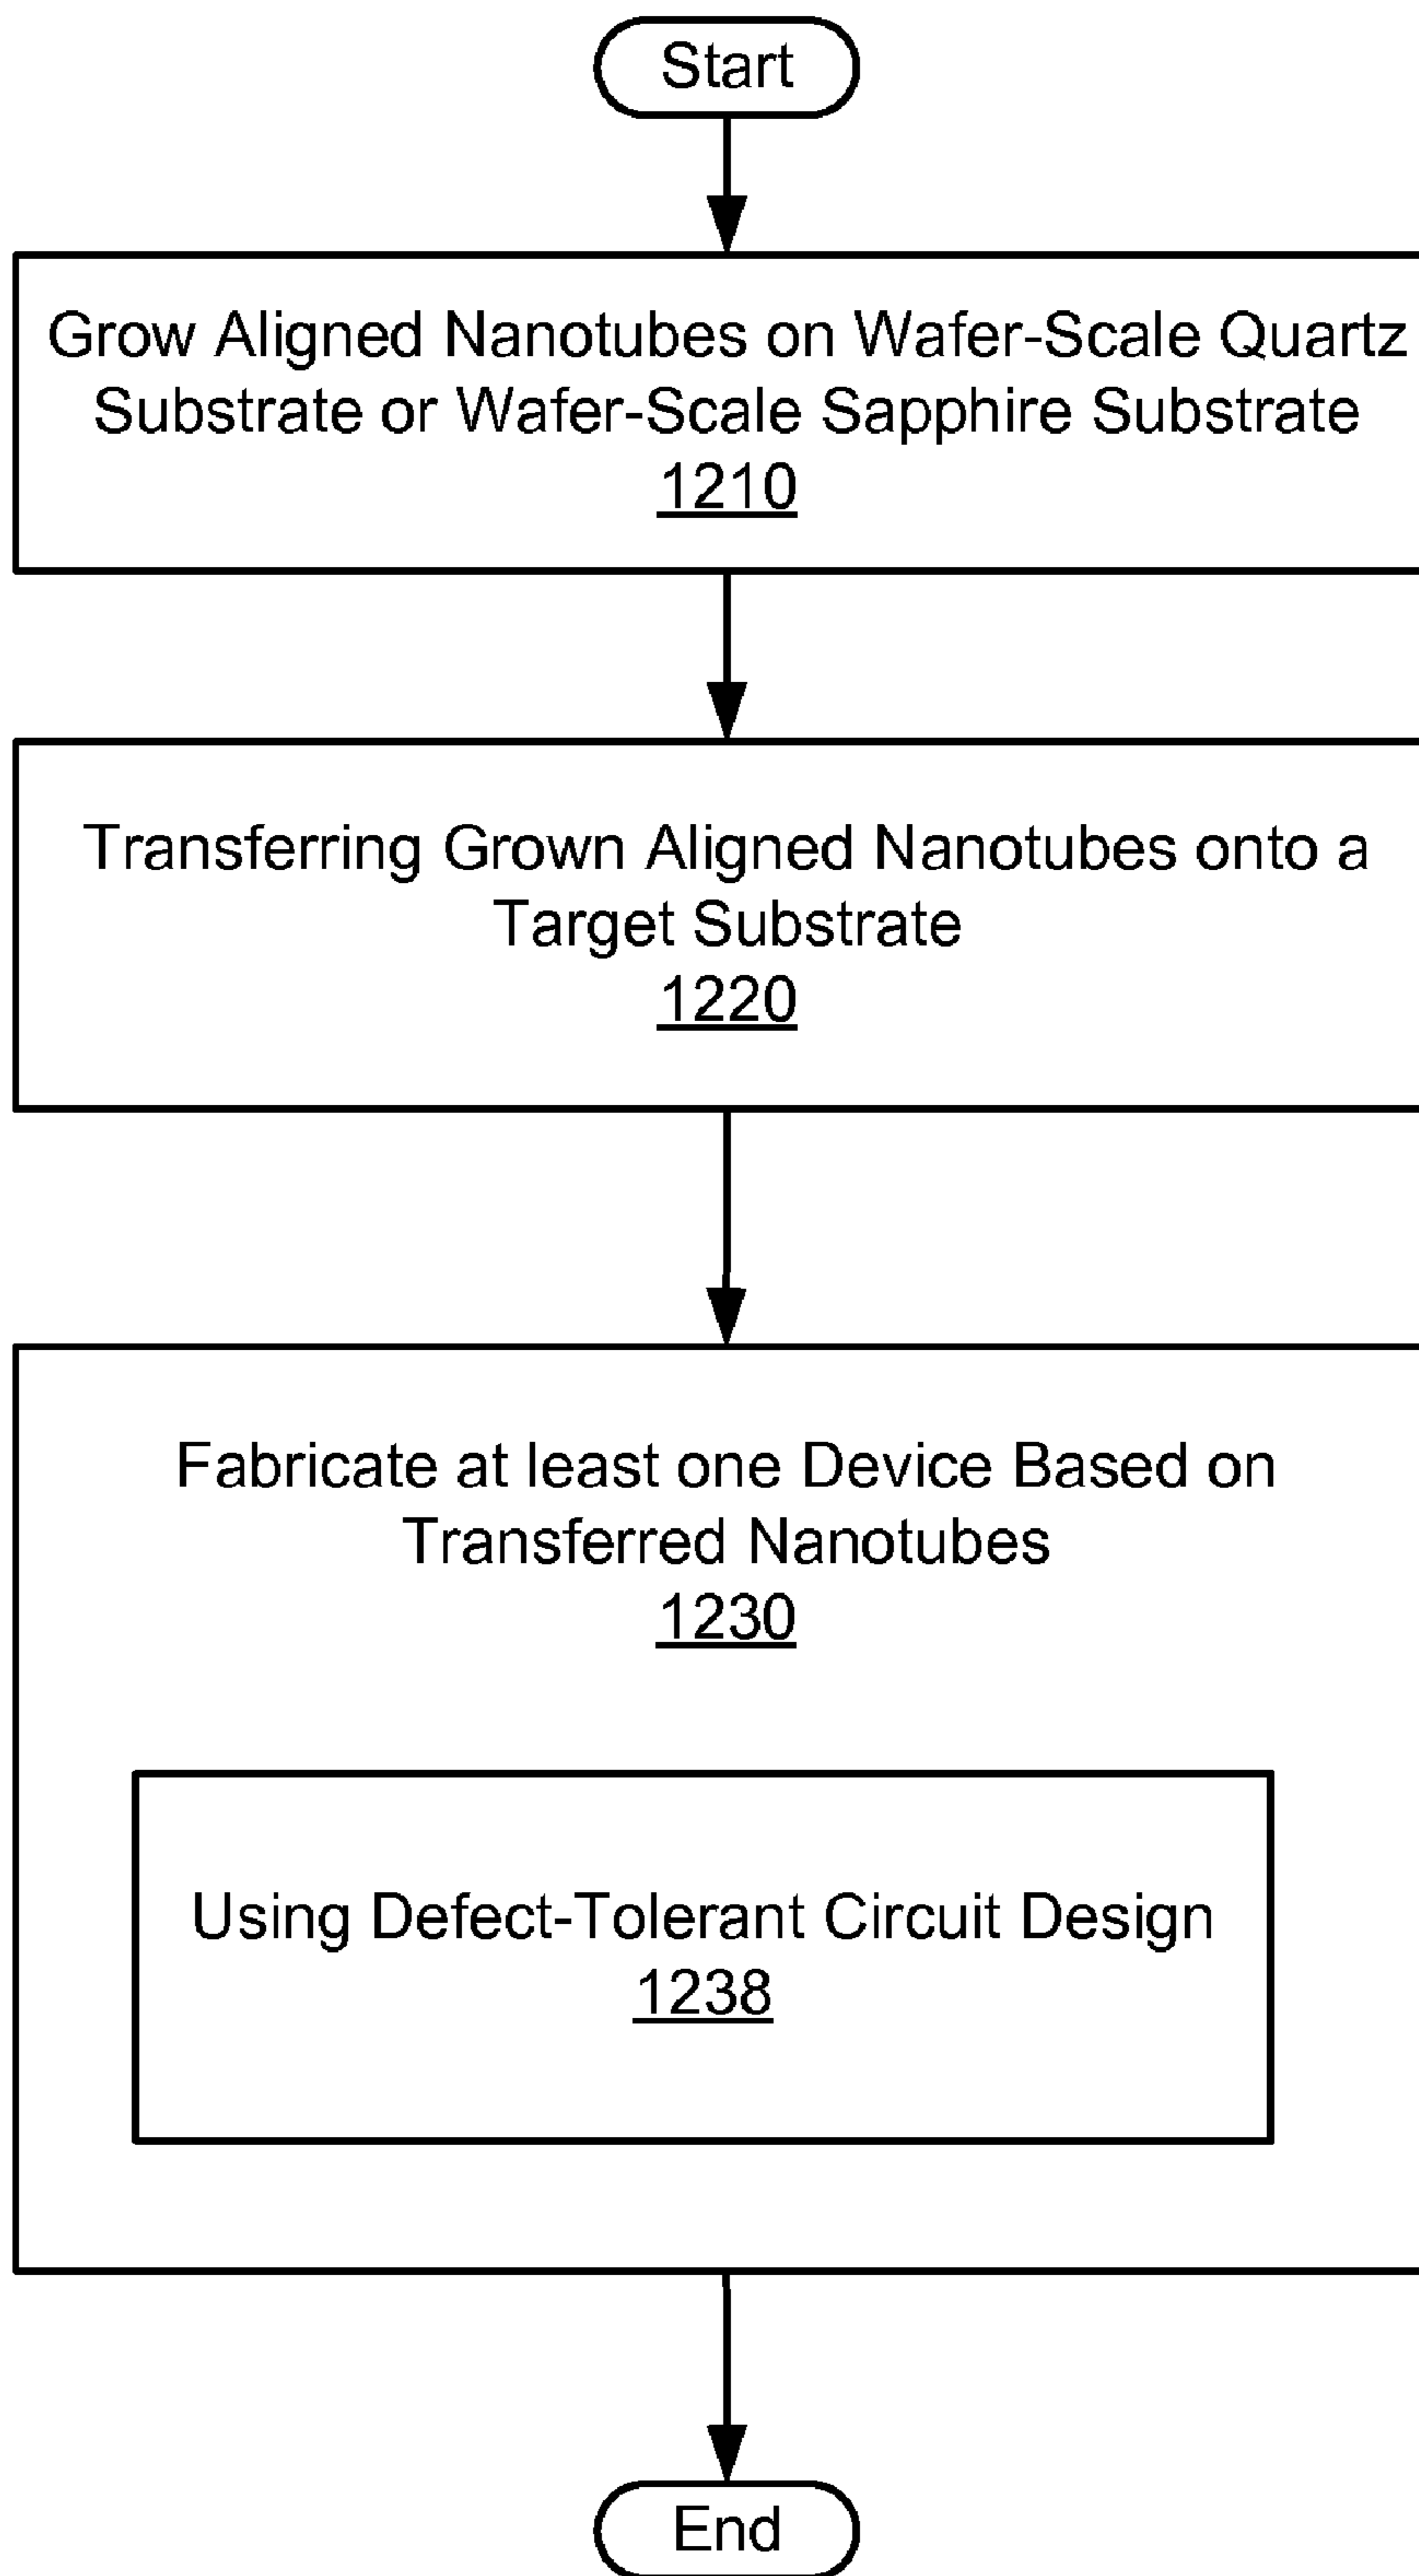 Start
Grow Aligned Nanotubes on Wafer-Scale Quartz
Substrate or Wafer-Scale Sapphire Substrate
1210
Transferring Grown Aligned Nanotubes onto a
Target Substrate
1220
Fabricate at least one Device Based on
Transferred Nanotubes
1230
Using Defect-Tolerant Circuit Design
1238
End